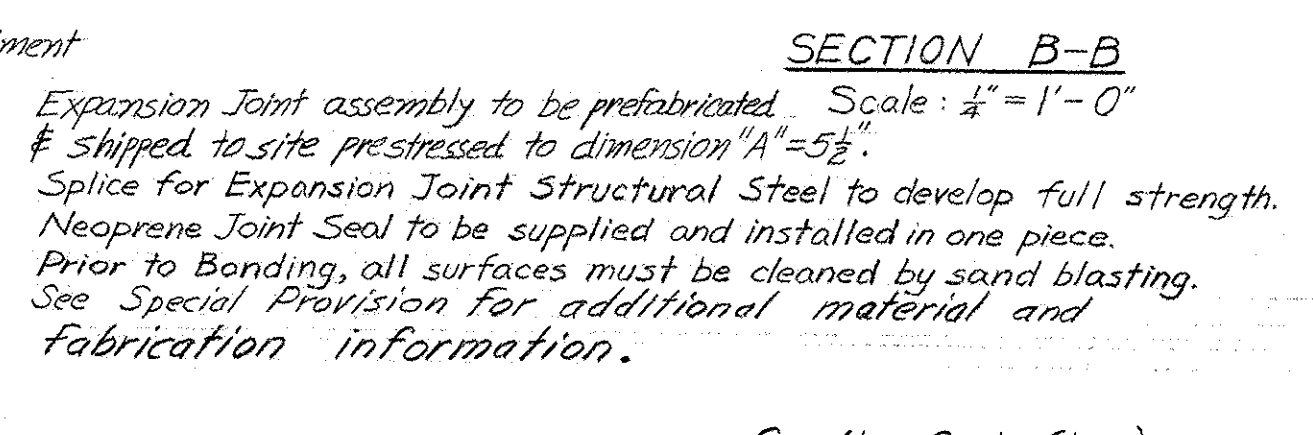 SECTION B-B
Scale : 1/4" = 1'- 0"
Expansion Joint assembly to be prefabricated
& shipped to site prestressed to dimension "A"=5 1/2".
Splice for Expansion Joint Structural Steel to develop full strength.
Neoprene Joint Seal to be supplied and installed in one piece.
Prior to Bonding, all surfaces must be cleaned by sand blasting.
See Special Provision for additional material and
fabrication information.